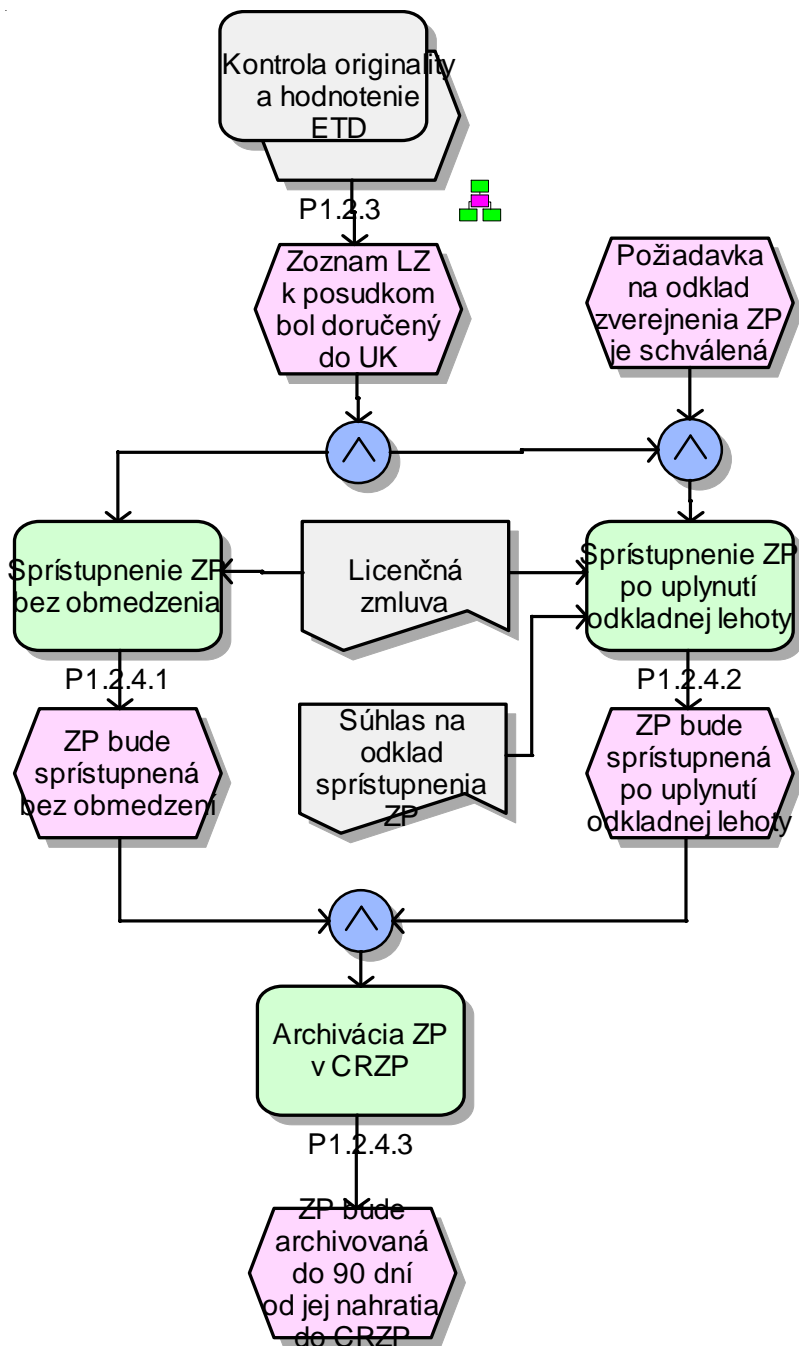 Kontrola originality
a hodnotenie
ETD
P1.2.3
Zoznam LZ
k posudkom
bol doručený
do UK
Požiadavka
na odklad
zverejnenia ZP
je schválená
Sprístupnenie ZP
bez obmedzenia
Licenčná
zmluva
Sprístupnenie ZP
po uplynutí
odkladnej lehoty
P1.2.4.1
P1.2.4.2
ZP bude
sprístupnená
bez obmedzení
Súhlas na
odklad
sprístupnenia
ZP
ZP bude
sprístupnená
po uplynutí
odkladnej lehoty
Archivácia ZP
v CRZP
P1.2.4.3
ZP bude
archivovaná
do 90 dní
od jej nahratia
do CRZP